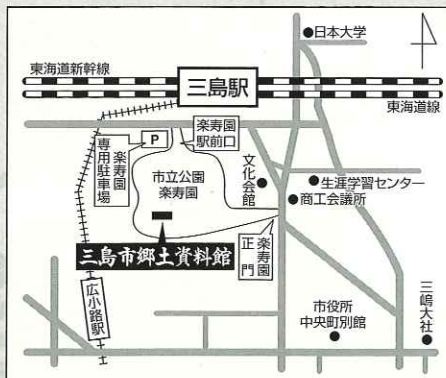 日本大学
東海道新幹線
三島駅
東海道線
P
楽寿園
専用駐車場
楽寿園
駅前口
市立公園
楽寿園
文化会館
生涯学習センター
商工会議所
楽寿園
正門
三島市郷土資料館
広小路駅
市役所
中央町別館
三嶋大社